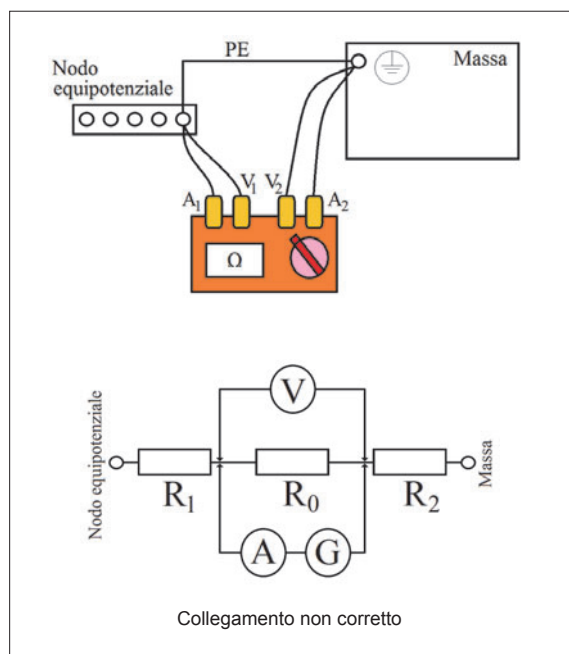 PE
Massa
Nodo
equipotenziale
A1 V1 V2 A2
Ω
V
Nodo equipotenziale
R1 R0 R2
Massa
A G
Collegamento non corretto